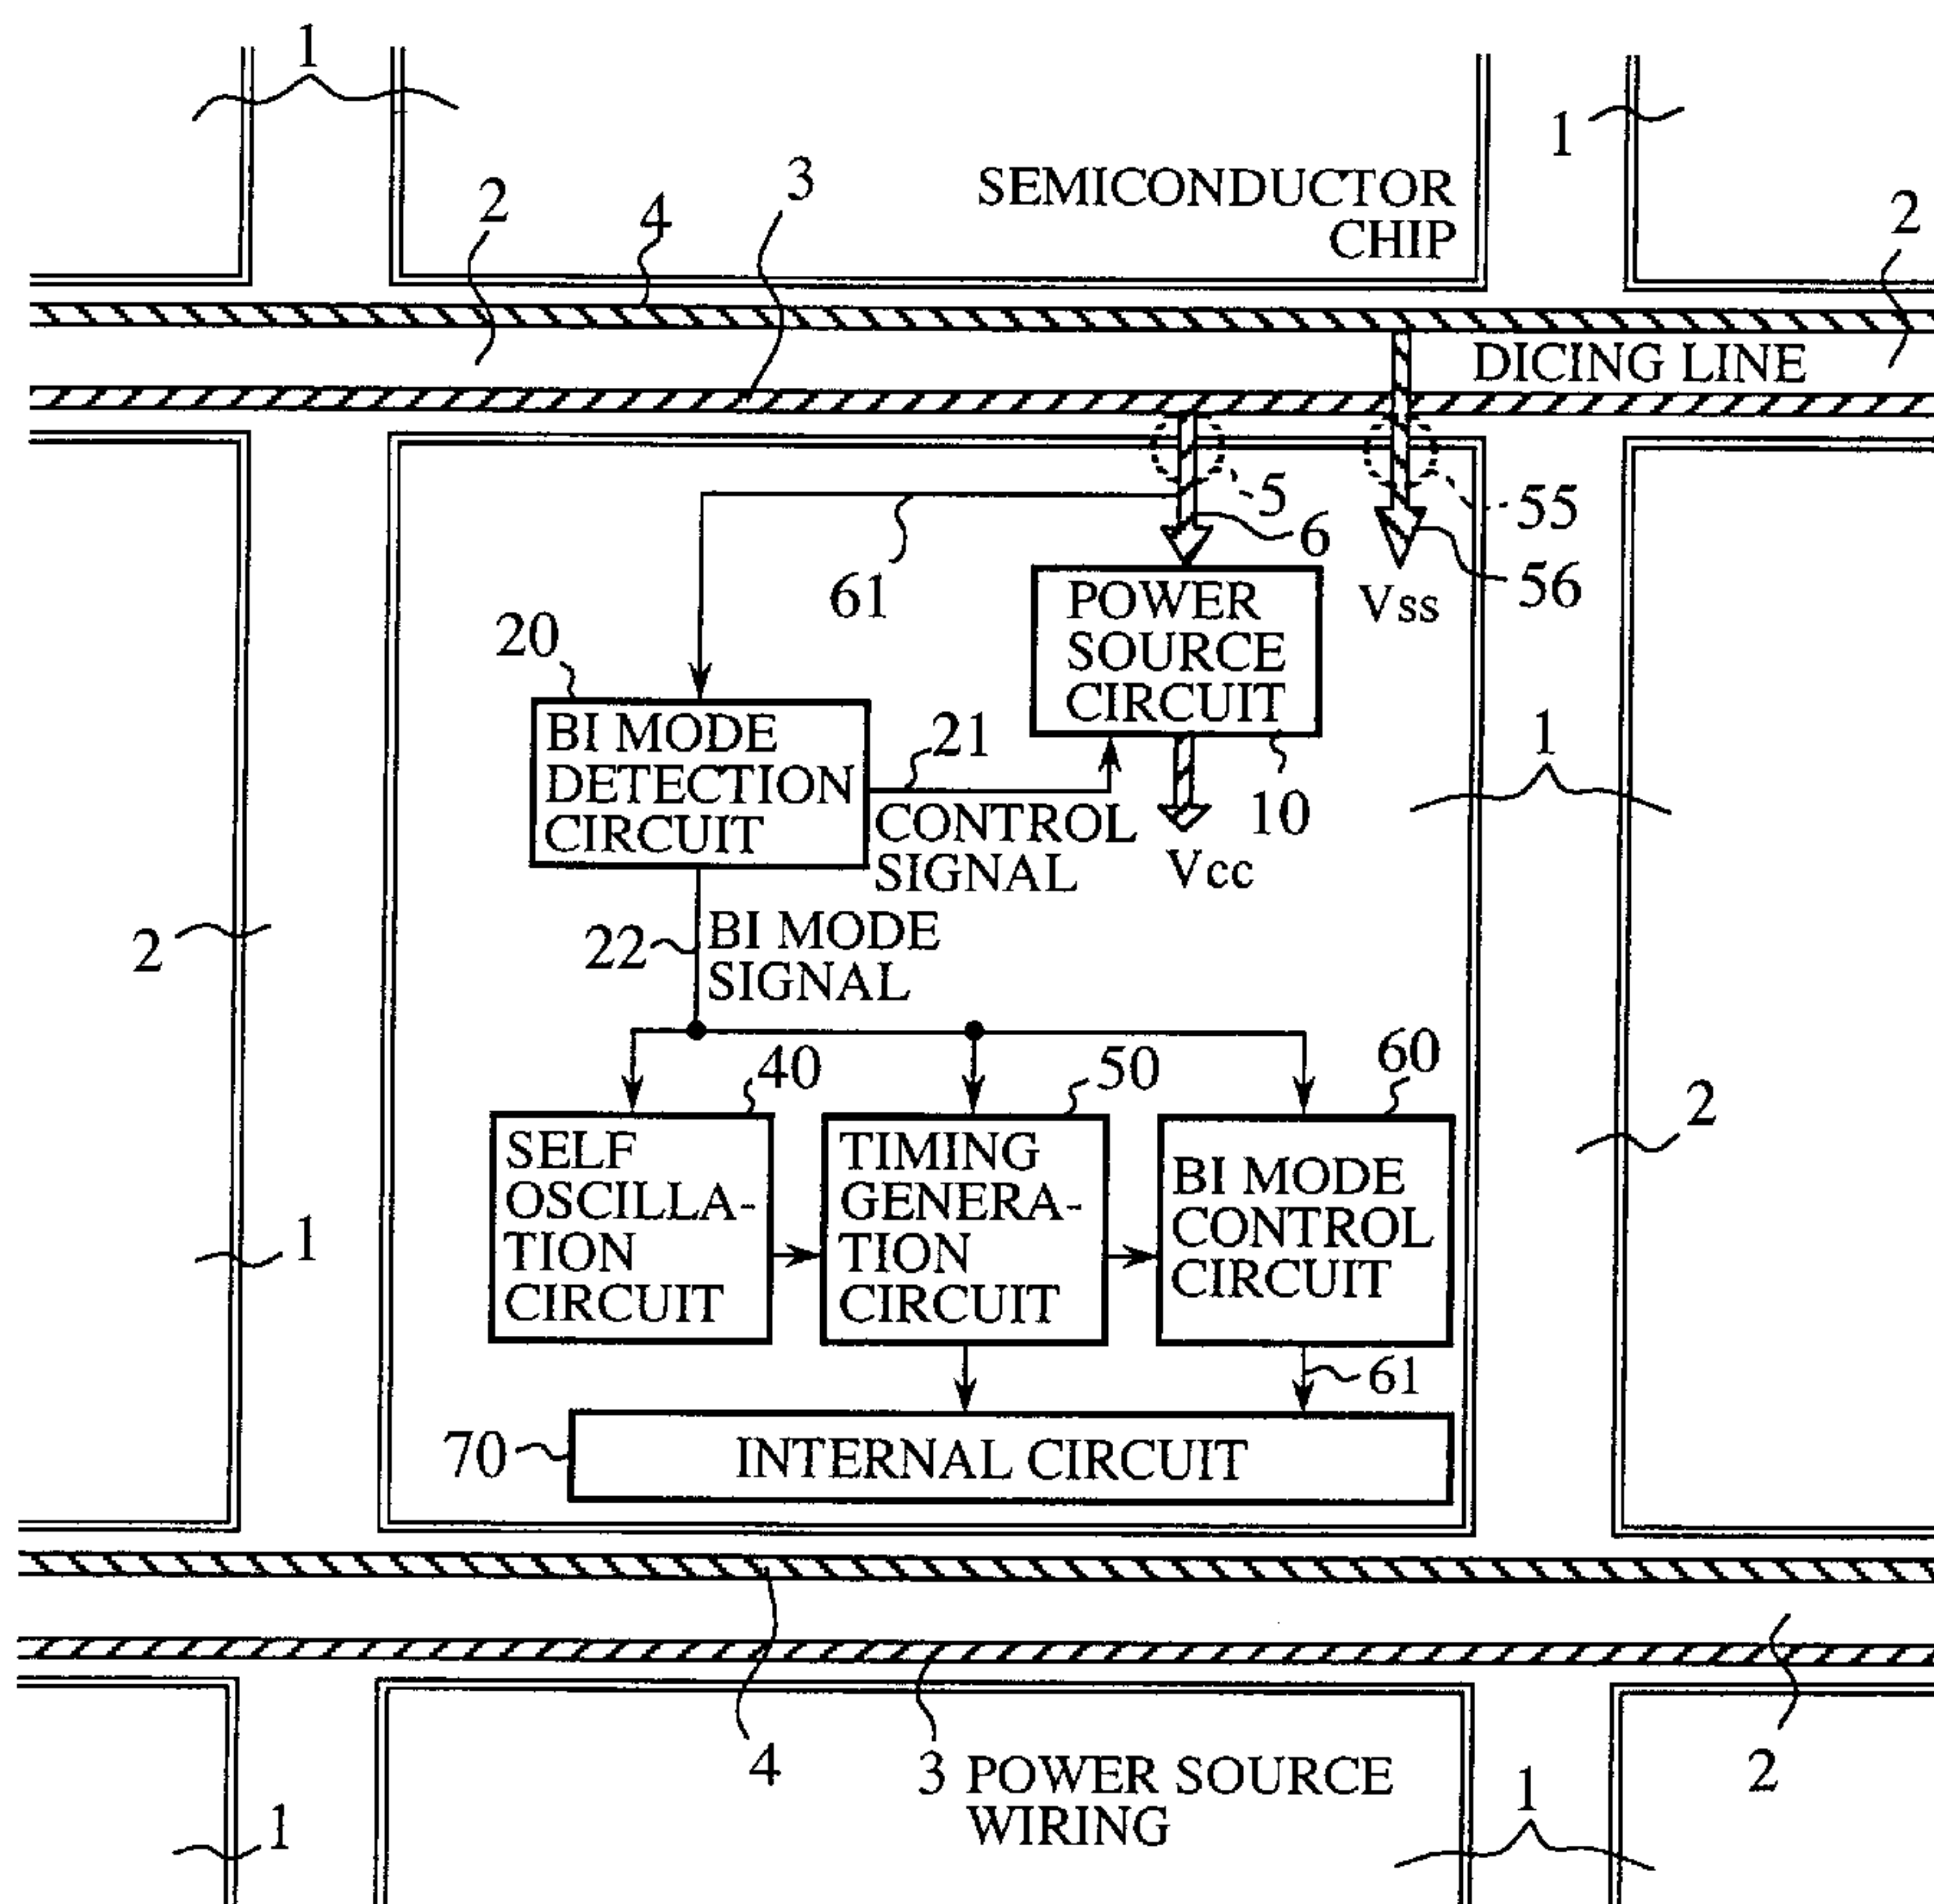 1
1
3
SEMICONDUCTOR
CHIP
2
4
2
DICING LINE
5
55
6
61
56
POWER
SOURCE
CIRCUIT
Vss
20
BI MODE
DETECTION
CIRCUIT
21
1
CONTROL
SIGNAL
10
Vcc
2
22
BI MODE
SIGNAL
40
50
60
2
SELF
OSCILLA-
TION
CIRCUIT
TIMING
GENERA-
TION
CIRCUIT
BI MODE
CONTROL
CIRCUIT
1
61
70
INTERNAL CIRCUIT
4
3 POWER SOURCE
WIRING
2
1
1